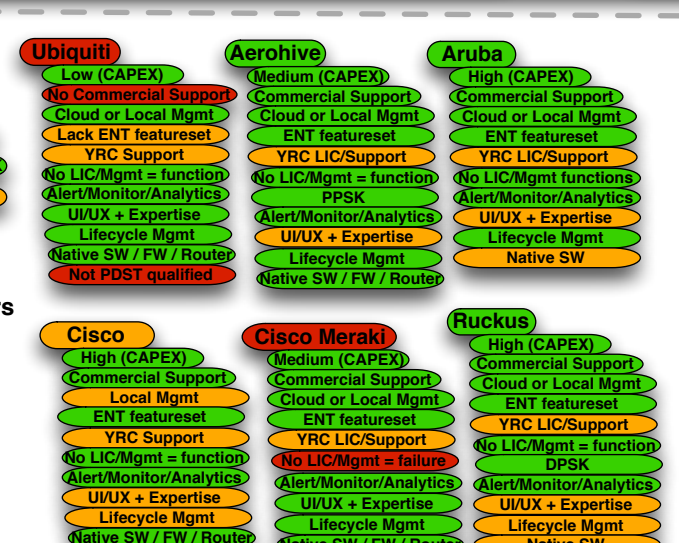 Ubiquiti
Low (CAPEX)
No Commercial Support
Cloud or Local Mgmt
Lack ENT featureset
YRC Support
No LIC/Mgmt = function
Alert/Monitor/Analytics
UI/UX + Expertise
Lifecycle Mgmt
Native SW / FW / Router
Not PDST qualified
Aerohive
Medium (CAPEX)
Commercial Support
Cloud or Local Mgmt
ENT featureset
YRC LIC/Support
No LIC/Mgmt = function
PPSK
Alert/Monitor/Analytics
UI/UX + Expertise
Lifecycle Mgmt
Native SW / FW / Router
Aruba
High (CAPEX)
Commercial Support
Cloud or Local Mgmt
ENT featureset
YRC LIC/Support
No LIC/Mgmt functions
Alert/Monitor/Analytics
UI/UX + Expertise
Lifecycle Mgmt
Native SW
Cisco
High (CAPEX)
Commercial Support
Local Mgmt
ENT featureset
YRC Support
No LIC/Mgmt = function
Alert/Monitor/Analytics
UI/UX + Expertise
Lifecycle Mgmt
Native SW / FW / Router
Cisco Meraki
Medium (CAPEX)
Commercial Support
Cloud or Local Mgmt
ENT featureset
YRC LIC/Support
No LIC/Mgmt = failure
Alert/Monitor/Analytics
UI/UX + Expertise
Lifecycle Mgmt
Native SW / FW / Router
Ruckus
High (CAPEX)
Commercial Support
Cloud or Local Mgmt
ENT featureset
YRC LIC/Support
No LIC/Mgmt = function
DPSK
Alert/Monitor/Analytics
UI/UX + Expertise
Lifecycle Mgmt
Native SW